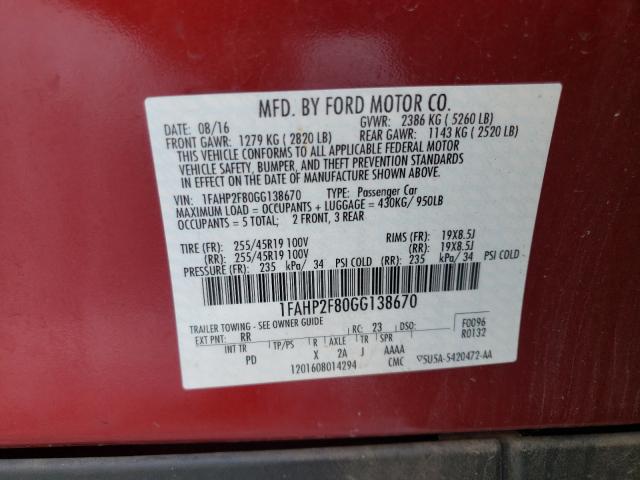 MFD. BY FORD MOTOR CO.
DATE: 08/16 GVWR: 2386 KG ( 5260 LB)
FRONT GAWR: 1279 KG ( 2820 LB) REAR GAWR: 1143 KG ( 2520 LB)
THIS VEHICLE CONFORMS TO ALL APPLICABLE FEDERAL MOTOR
VEHICLE SAFETY, BUMPER, AND THEFT PREVENTION STANDARDS
IN EFFECT ON THE DATE OF MANUFACTURE SHOWN ABOVE.
VIN: 1FAHP2F80GG138670 TYPE: Passenger Car
MAXIMUM LOAD = OCCUPANTS + LUGGAGE = 430KG/ 950LB
OCCUPANTS = 5 TOTAL; 2 FRONT, 3 REAR
TIRE (FR): 255/45R19 100V RIMS (FR): 19X8.5J
(RR): 255/45R19 100V (RR): 19X8.5J
PRESSURE (FR): 235 kPa/ 34 PSI COLD (RR): 235 kPa/ 34 PSI COLD
1FAHP2F80GG138670
TRAILER TOWING - SEE OWNER GUIDE
F0096
R0132
EXT PNT: RR RC: 23 DSO:
INT TR TP/PS R AXLE TR SPR
PD X 2A J AAAA
1201608014294 CMC 5U5A-5420472-AA